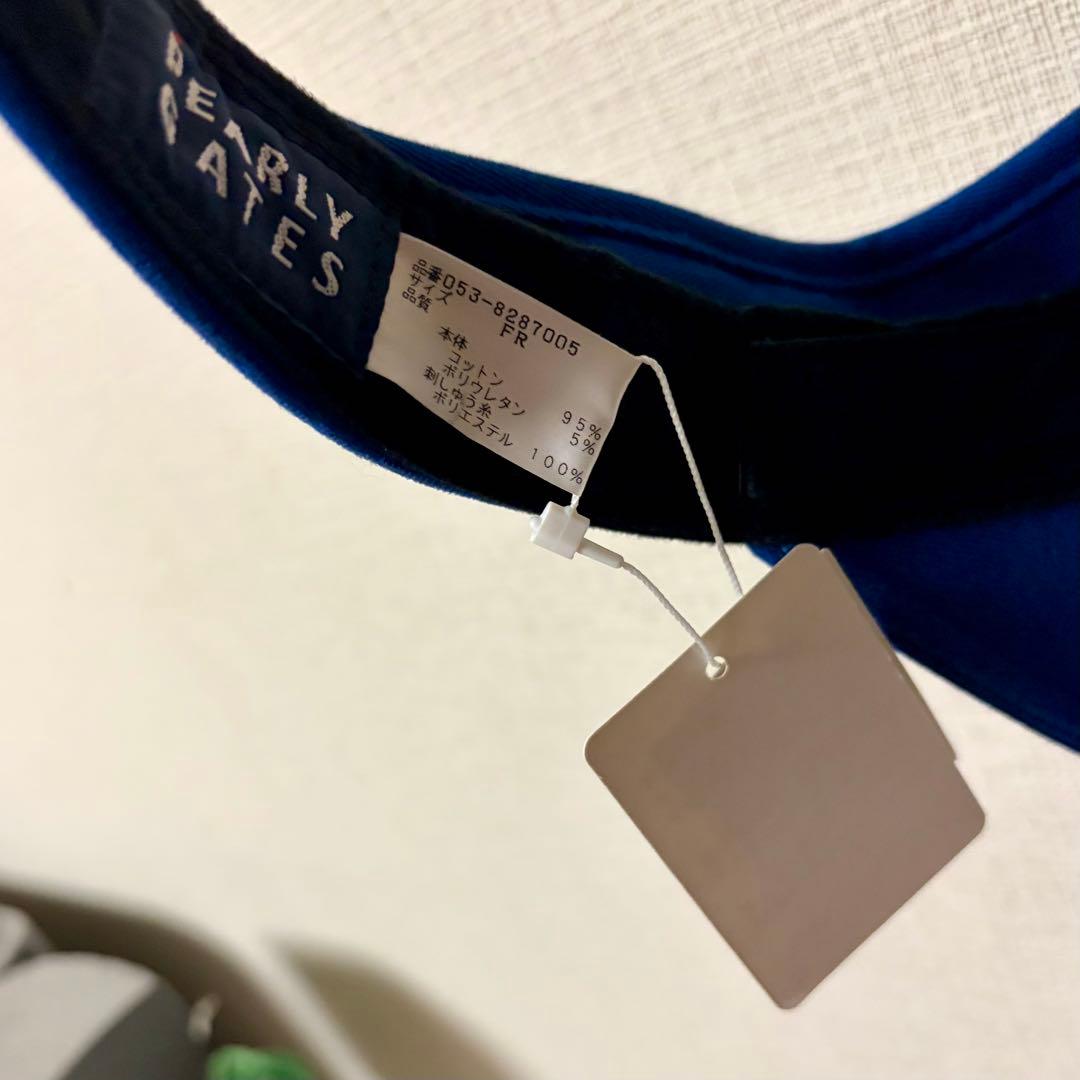 PEARLY
GATES
品番053-8287005
サイズ FR
品質
本体
コットン 95%
ポリウレタン 5%
刺しゅう糸
ポリエステル 100%